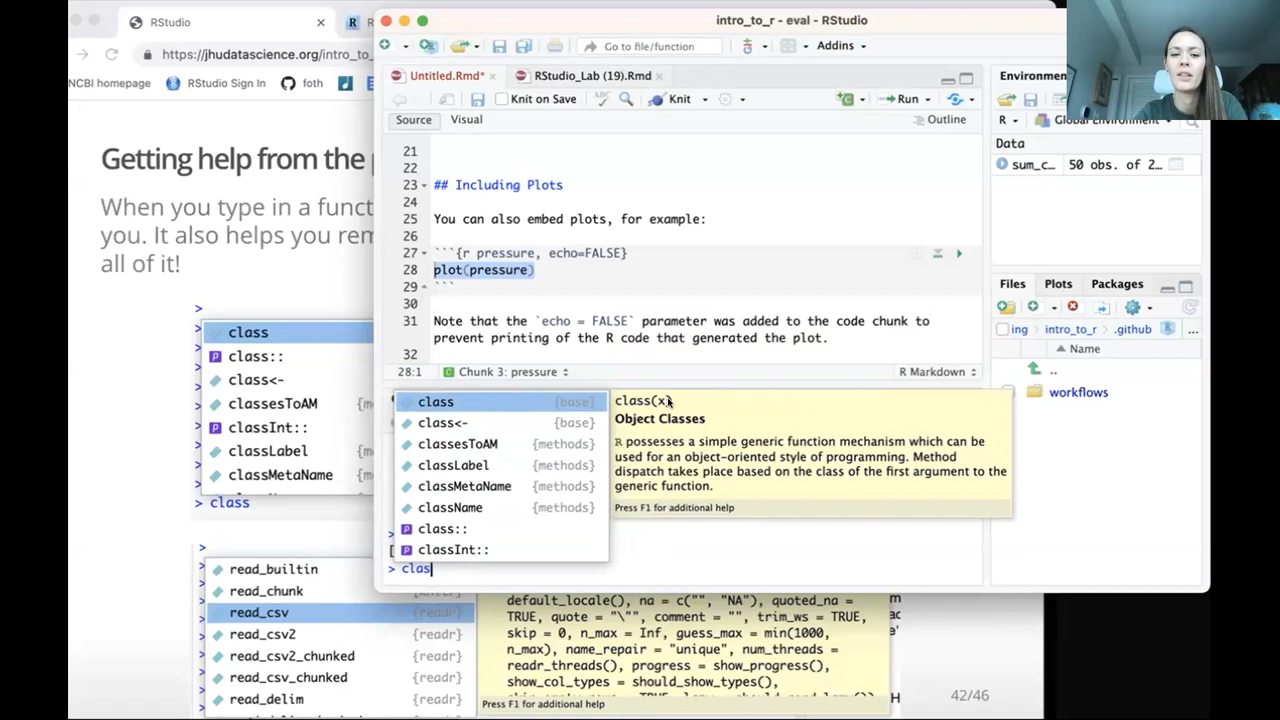 RStudio
https://jhudatascience.org/intro_to
NCBI homepage
RStudio Sign In
foth
Getting help from the
When you type in a funct
you. It also helps you rem
all of it!
>
class
class::
class<-
classesToAM
classInt::
classLabel
classMetaName
> class
read_builtin
read_chunk
read_csv {readr}
read_csv2 {readr}
read_csv2_chunked {readr}
read_csv_chunked {readr}
read_delim {readr}
default_locale(), na = c("", "NA"), quoted_na =
TRUE, quote = "\"", comment = "", trim_ws = TRUE,
skip = 0, n_max = Inf, guess_max = min(1000,
n_max), name_repair = "unique", num_threads =
readr_threads(), progress = show_progress(),
show_col_types = should_show_types(),
Press F1 for additional help
42/46
intro_to_r - eval - RStudio
Go to file/function
Addins
Untitled.Rmd*
RStudio_Lab (19).Rmd
Knit on Save
Knit
Run
Source
Visual
Outline
21
22
23 ## Including Plots
24
25 You can also embed plots, for example:
26
27 ```{r pressure, echo=FALSE}
28 plot(pressure)
29 ```
30
31 Note that the `echo = FALSE` parameter was added to the code chunk to
prevent printing of the R code that generated the plot.
32
28:1
Chunk 3: pressure
R Markdown
class {base}
class<- {base}
classesToAM {methods}
classLabel {methods}
classMetaName {methods}
className {methods}
class::
classInt::
> clas
class(x)
Object Classes
R possesses a simple generic function mechanism which can be
used for an object-oriented style of programming. Method
dispatch takes place based on the class of the first argument to the
generic function.
Press F1 for additional help
Environm
R
Global Environment
Data
sum_c…
50 obs. of 2…
Files
Plots
Packages
ing
intro_to_r
.github
...
Name
..
workflows